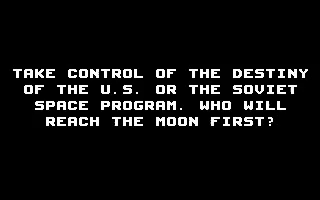 TAKE CONTROL OF THE DESTINY
OF THE U.S. OR THE SOVIET
SPACE PROGRAM. WHO WILL
REACH THE MOON FIRST?